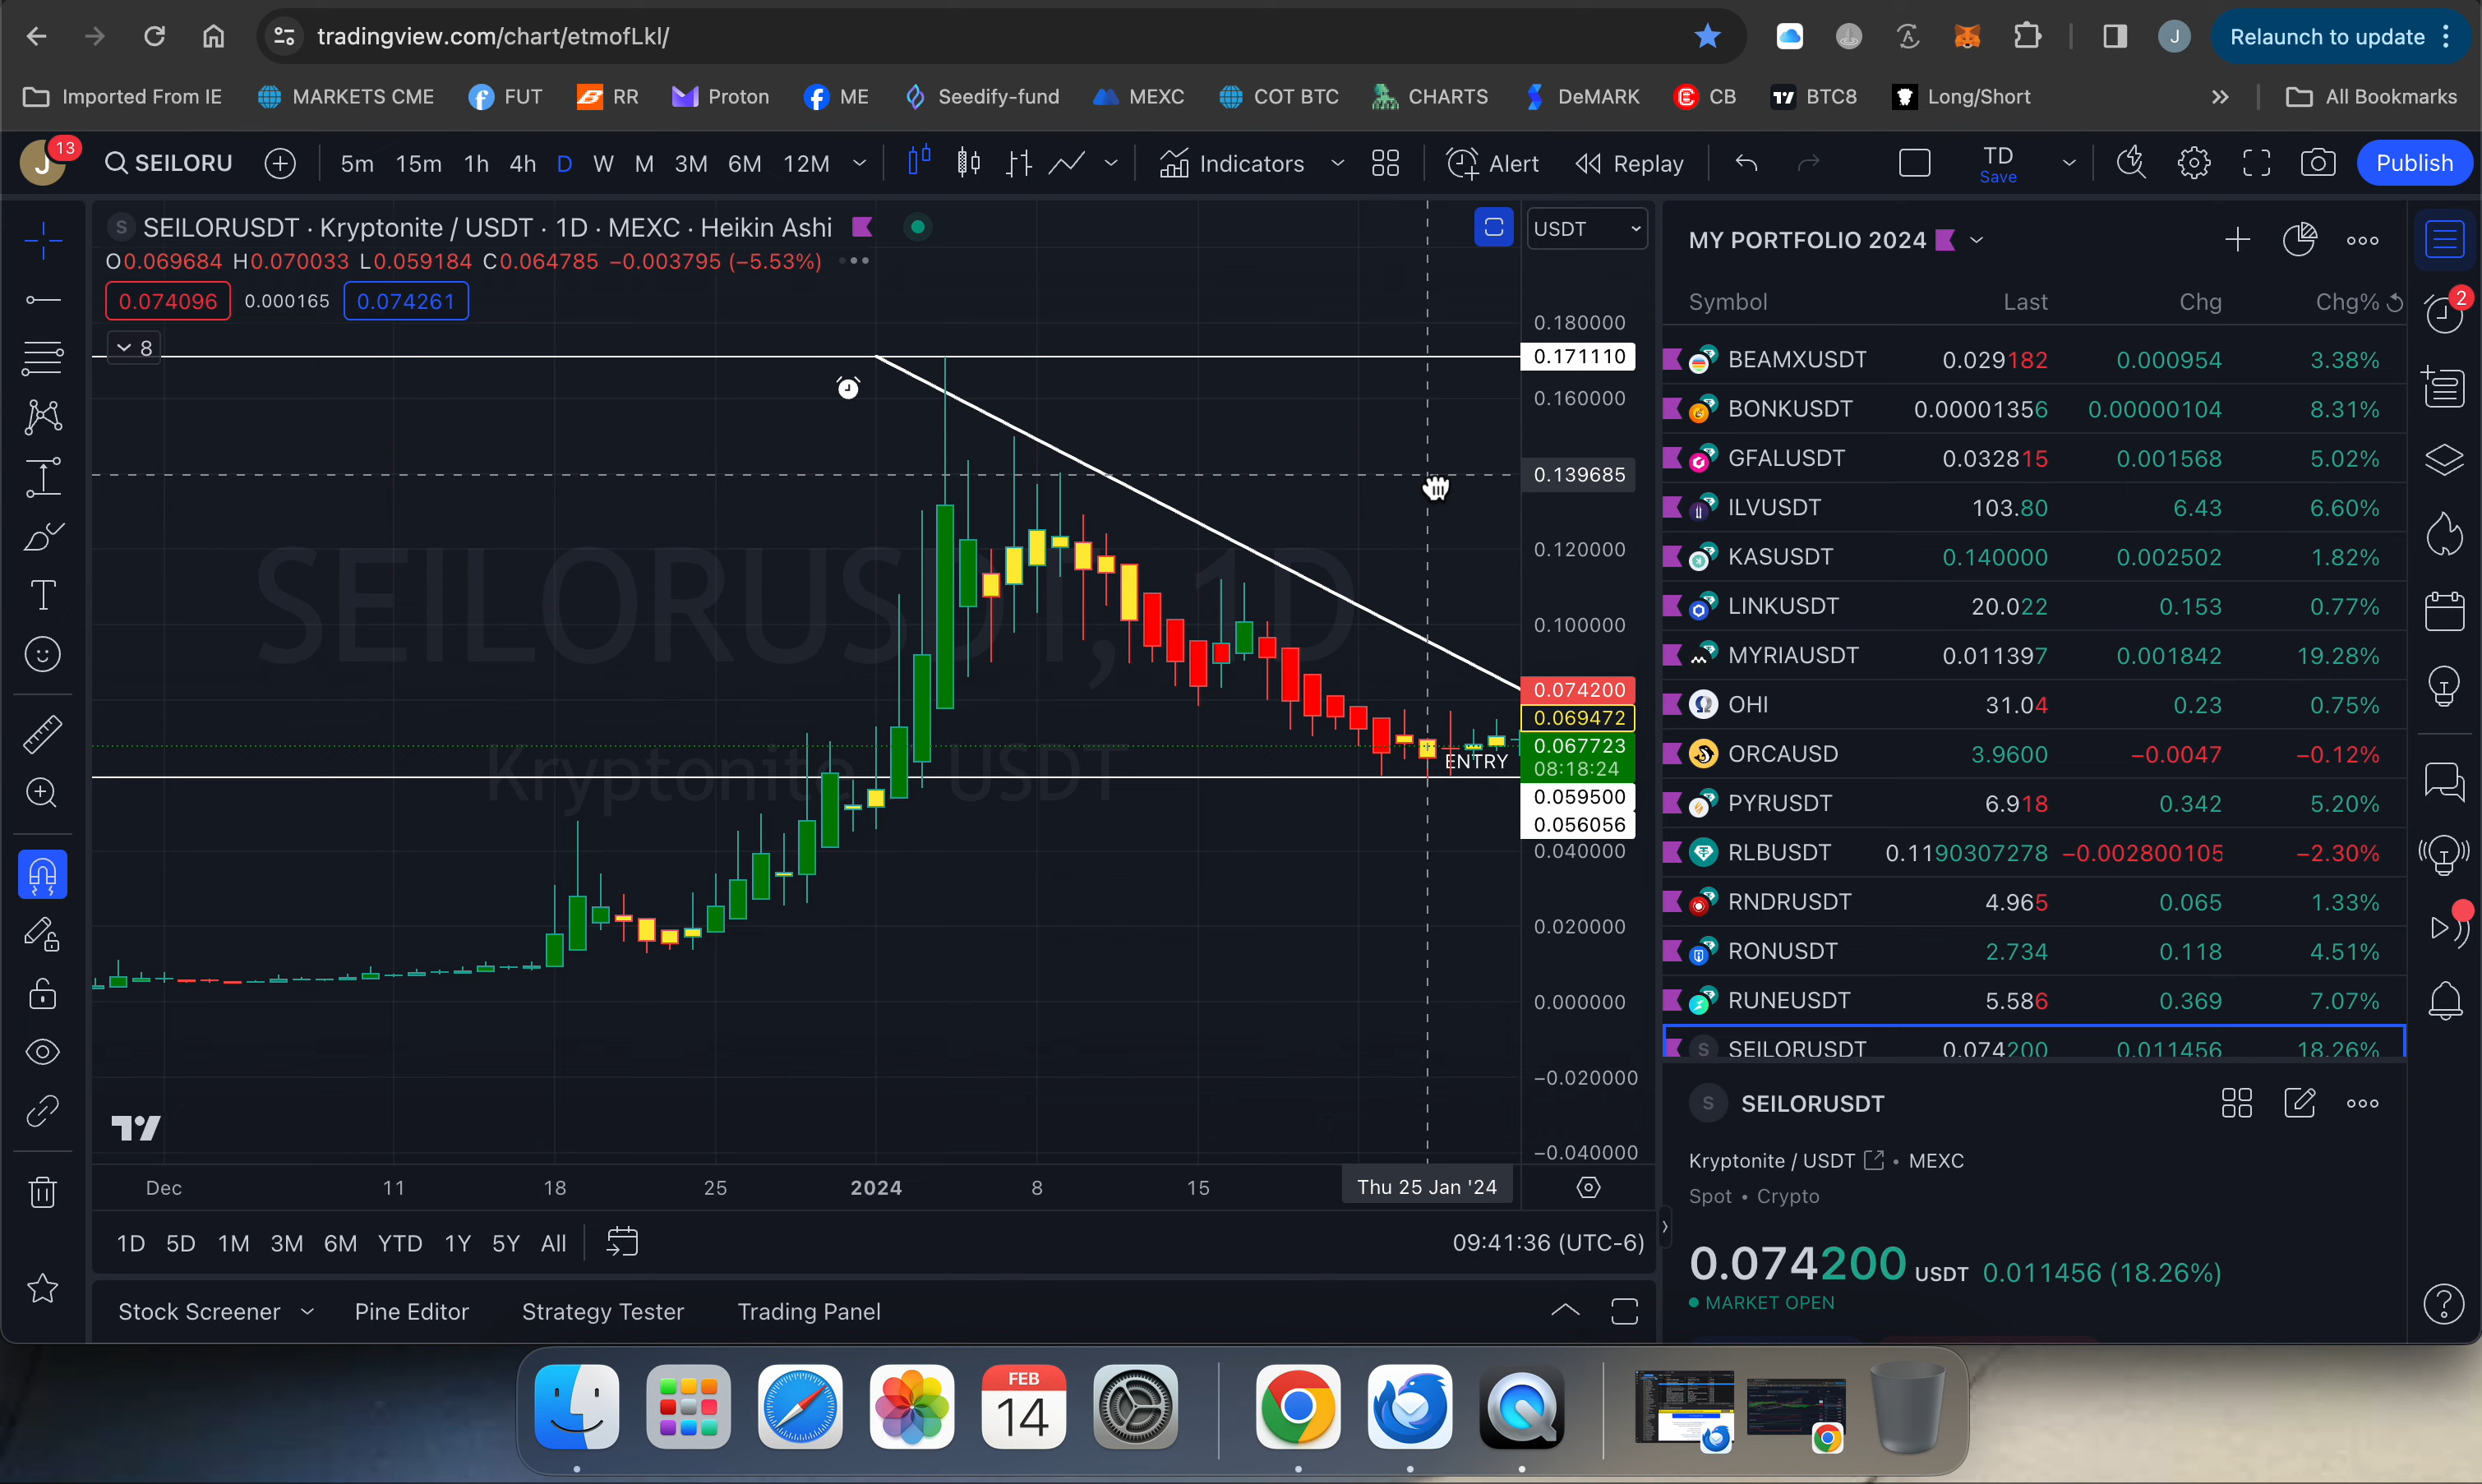 tradingview.com/chart/etmofLkl/
J
Relaunch to update
Imported From IE
MARKETS CME
FUT
RR
Proton
ME
Seedify-fund
MEXC
COT BTC
CHARTS
DeMARK
CB
BTC8
Long/Short
All Bookmarks
J
13
SEILORU
5m 15m 1h 4h D W M 3M 6M 12M
Indicators
Alert
Replay
TD
Save
Publish
S SEILORUSDT · Kryptonite / USDT · 1D · MEXC · Heikin Ashi
O0.069684 H0.070033 L0.059184 C0.064785 −0.003795 (−5.53%)
0.074096 0.000165 0.074261
8
SEILORUSDT, 1D
Kryptonite / USDT
ENTRY
USDT
0.180000
0.171110
0.160000
0.139685
0.120000
0.100000
0.074200
0.069472
0.067723
08:18:24
0.059500
0.056056
0.040000
0.020000
0.000000
−0.020000
−0.040000
Dec 11 18 25 2024 8 15 Thu 25 Jan '24
1D 5D 1M 3M 6M YTD 1Y 5Y All
09:41:36 (UTC-6)
Stock Screener
Pine Editor
Strategy Tester
Trading Panel
MY PORTFOLIO 2024
Symbol Last Chg Chg%
BEAMXUSDT 0.029182 0.000954 3.38%
BONKUSDT 0.00001356 0.00000104 8.31%
GFALUSDT 0.032815 0.001568 5.02%
ILVUSDT 103.80 6.43 6.60%
KASUSDT 0.140000 0.002502 1.82%
LINKUSDT 20.022 0.153 0.77%
MYRIAUSDT 0.011397 0.001842 19.28%
OHI 31.04 0.23 0.75%
ORCAUSD 3.9600 −0.0047 −0.12%
PYRUSDT 6.918 0.342 5.20%
RLBUSDT 0.1190307278 −0.002800105 −2.30%
RNDRUSDT 4.965 0.065 1.33%
RONUSDT 2.734 0.118 4.51%
RUNEUSDT 5.586 0.369 7.07%
S SEILORUSDT 0.074200 0.011456 18.26%
S SEILORUSDT
Kryptonite / USDT • MEXC
Spot • Crypto
0.074200 USDT 0.011456 (18.26%)
MARKET OPEN
2
FEB
14